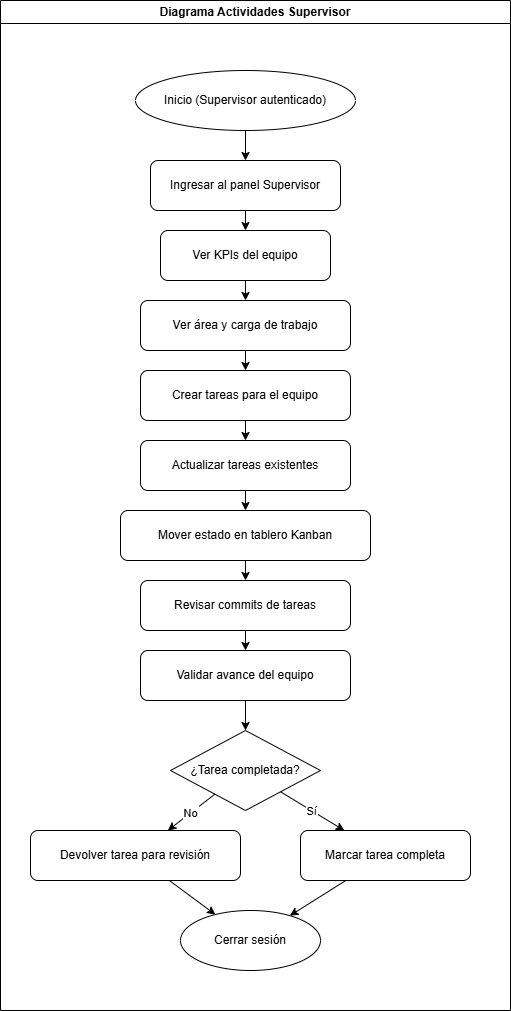 Diagrama Actividades Supervisor
Inicio (Supervisor autenticado)
Ingresar al panel Supervisor
Ver KPIs del equipo
Ver área y carga de trabajo
Crear tareas para el equipo
Actualizar tareas existentes
Mover estado en tablero Kanban
Revisar commits de tareas
Validar avance del equipo
¿Tarea completada?
No
Sí
Devolver tarea para revisión
Marcar tarea completa
Cerrar sesión